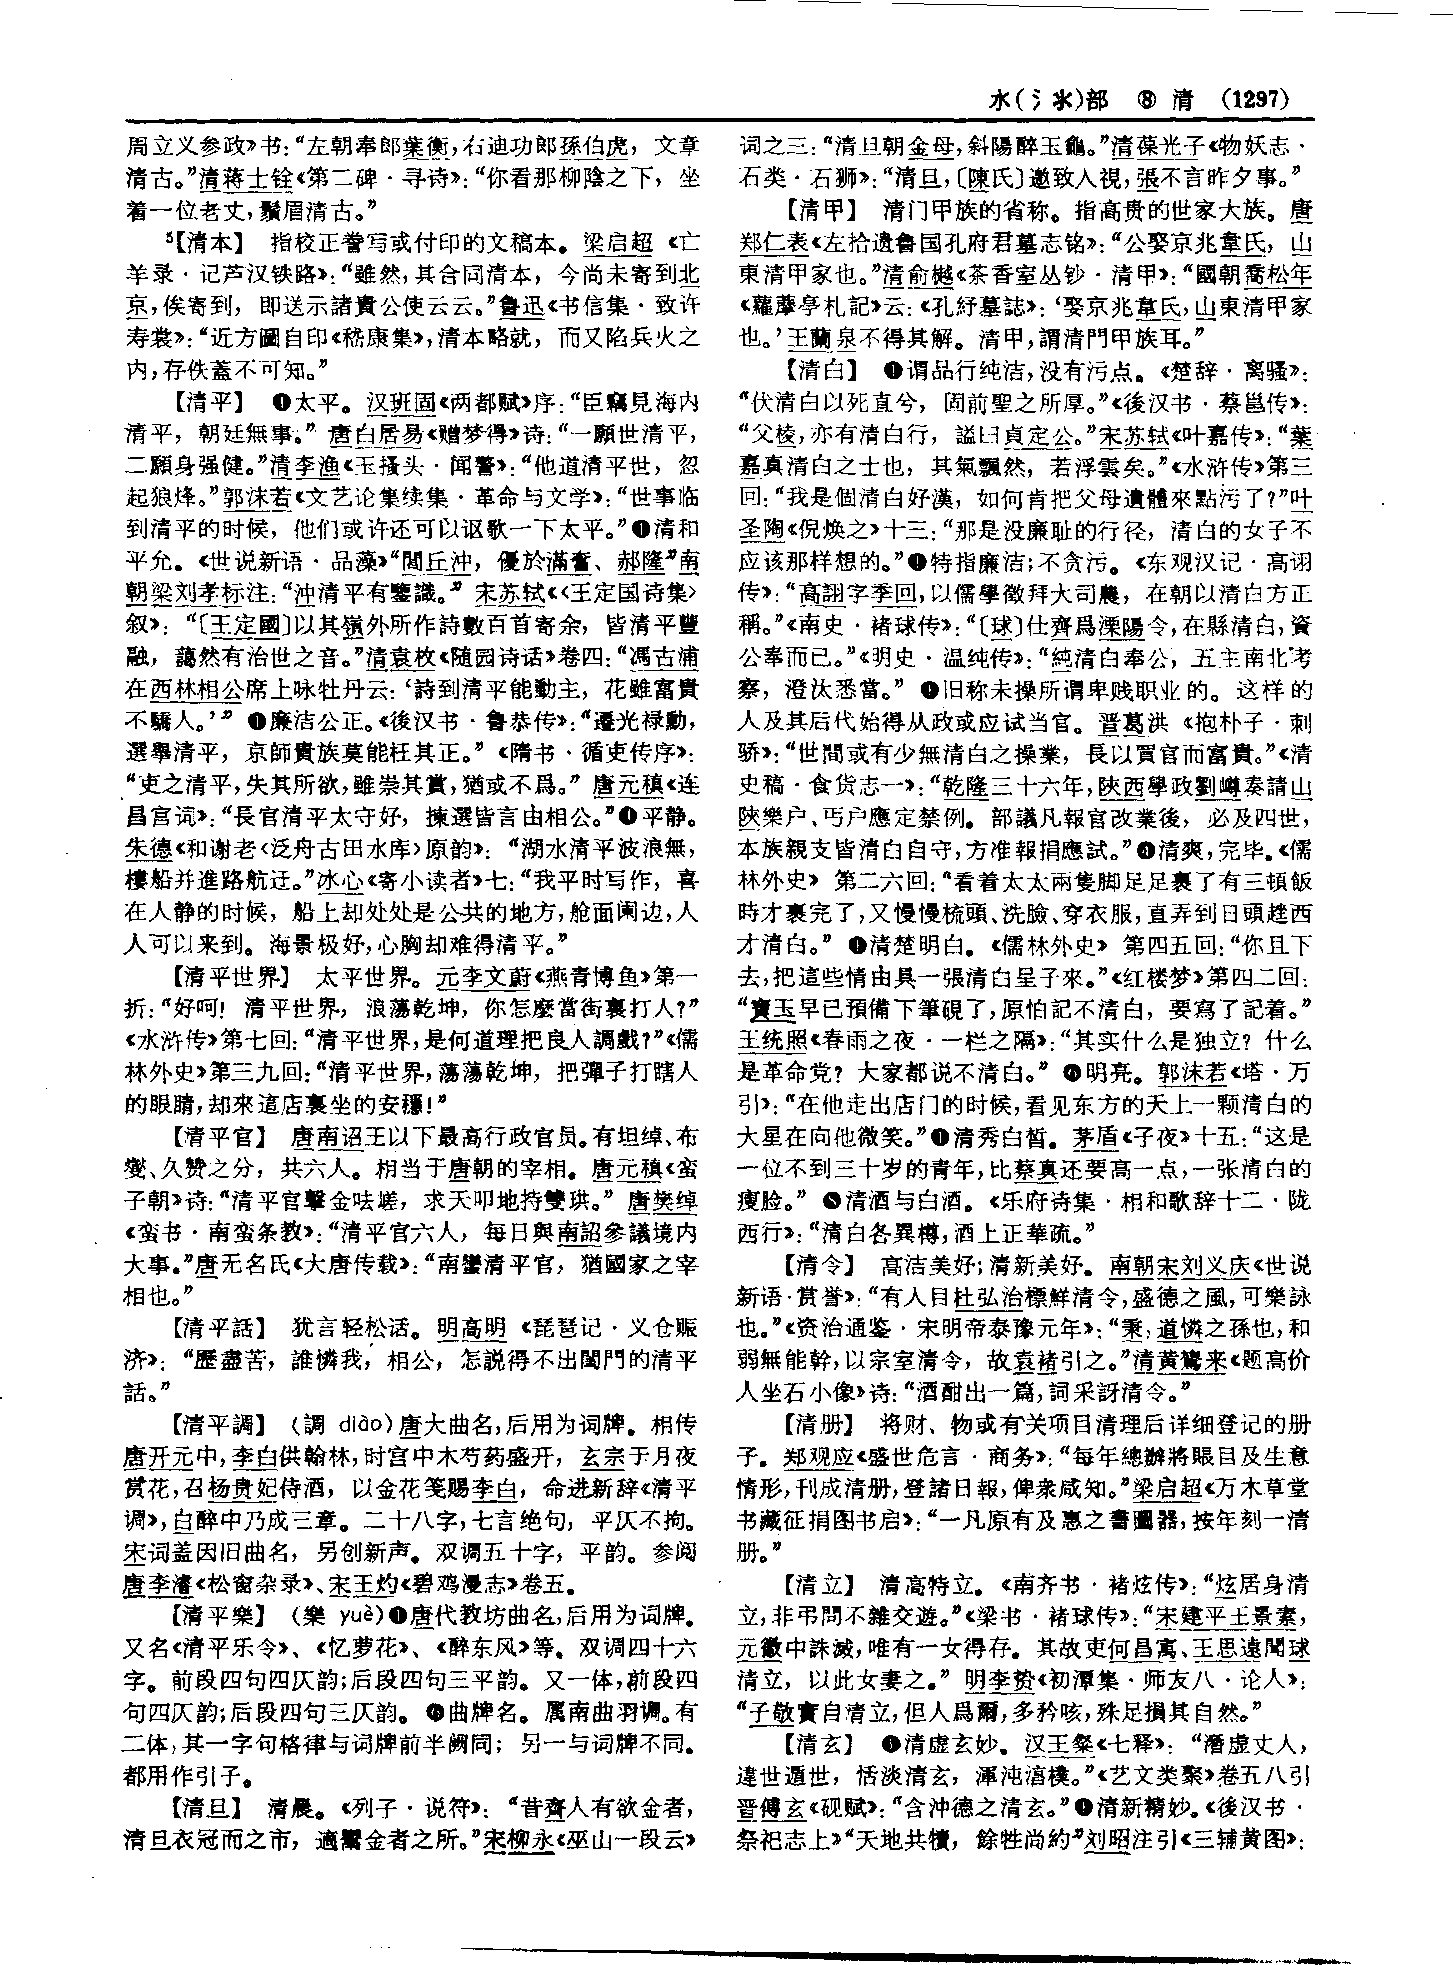 水(氵氺)部 ⑧ 清 (1297)
周立义参政》书:“左朝奉郎葉衡,右迪功郎孫伯虎，文章
清古。”清蒋士铨《第二碑·寻诗》:“你看那柳陰之下，坐
着一位老丈,鬚眉清古。”
⁵【清本】 指校正誊写或付印的文稿本。梁启超《亡
羊录·记芦汉铁路》:“雖然,其合同清本，今尚未寄到北
京,俟寄到，即送示諸貴公使云云。”鲁迅《书信集·致许
寿裳》:“近方圖自印《嵇康集》,清本略就，而又陷兵火之
内,存佚蓋不可知。”
【清平】 ❶太平。汉班固《两都赋》序:“臣竊見海内
清平，朝廷無事。”唐白居易《赠梦得》诗:“一願世清平，
二願身强健。”清李渔《玉搔头·闻警》:“他道清平世，忽
起狼烽。”郭沫若《文艺论集续集·革命与文学》:“世事临
到清平的时候，他们或许还可以讴歌一下太平。”❷清和
平允。《世说新语·品藻》“閭丘沖，優於滿奮、郝隆”南
朝梁刘孝标注:“沖清平有鑒識。”宋苏轼《〈王定国诗集〉
叙》:“〔王定國〕以其嶺外所作詩數百首寄余，皆清平豐
融，藹然有治世之音。”清袁枚《随园诗话》卷四:“馮古浦
在西林相公席上咏牡丹云:‘詩到清平能動主，花雖富貴
不驕人。’”❸廉洁公正。《後汉书·鲁恭传》:“遷光禄勳，
選舉清平，京師貴族莫能枉其正。”《隋书·循吏传序》:
“吏之清平,失其所欲,雖崇其賞,猶或不爲。”唐元稹《连
昌宫词》:“長官清平太守好，揀選皆言由相公。”❹平静。
朱德《和谢老〈泛舟古田水库〉原韵》:“湖水清平波浪無，
樓船并進路航迂。”冰心《寄小读者》七:“我平时写作，喜
在人静的时候，船上却处处是公共的地方,舱面阑边,人
人可以来到。海景极好,心胸却难得清平。”
【清平世界】 太平世界。元李文蔚《燕青博鱼》第一
折:“好呵！清平世界，浪蕩乾坤，你怎麽當街裏打人？”
《水浒传》第七回:“清平世界,是何道理把良人調戲？”《儒
林外史》第三九回:“清平世界,蕩蕩乾坤，把彈子打瞎人
的眼睛,却來這店裏坐的安穩！”
【清平官】 唐南诏王以下最高行政官员。有坦绰、布
燮、久赞之分，共六人。相当于唐朝的宰相。唐元稹《蛮
子朝》诗:“清平官擊金呿嗟，求天叩地持雙珙。”唐樊绰
《蛮书·南蛮条教》:“清平官六人，每日與南詔參議境内
大事。”唐无名氏《大唐传载》:“南蠻清平官，猶國家之宰
相也。”
【清平話】 犹言轻松话。明高明《琵琶记·义仓赈
济》:“歷盡苦，誰憐我，相公，怎説得不出閨門的清平
話。”
【清平調】 (調 diào)唐大曲名,后用为词牌。相传
唐开元中,李白供翰林,时宫中木芍药盛开，玄宗于月夜
赏花,召杨贵妃侍酒，以金花笺赐李白，命进新辞《清平
调》,白醉中乃成三章。二十八字,七言绝句，平仄不拘。
宋词盖因旧曲名，另创新声。双调五十字，平韵。参阅
唐李濬《松窗杂录》、宋王灼《碧鸡漫志》卷五。
【清平樂】 (樂 yuè)❶唐代教坊曲名,后用为词牌。
又名《清平乐令》、《忆萝花》、《醉东风》等。双调四十六
字。前段四句四仄韵;后段四句三平韵。又一体,前段四
句四仄韵;后段四句三仄韵。❷曲牌名。属南曲羽调。有
二体,其一字句格律与词牌前半阙同；另一与词牌不同。
都用作引子。
【清旦】 清晨。《列子·说符》:“昔齊人有欲金者，
清旦衣冠而之市，適鬻金者之所。”宋柳永《巫山一段云》
词之三:“清旦朝金母,斜陽醉玉龜。”清葆光子《物妖志·
石类·石狮》:“清旦,〔陳氏〕邀致人視,張不言昨夕事。”
【清甲】 清门甲族的省称。指高贵的世家大族。唐
郑仁表《左拾遗鲁国孔府君墓志铭》:“公娶京兆韋氏，山
東清甲家也。”清俞樾《茶香室丛钞·清甲》:“國朝喬松年
《蘿藦亭札記》云:《孔紓墓誌》:‘娶京兆韋氏,山東清甲家
也。’王蘭泉不得其解。清甲,謂清門甲族耳。”
【清白】 ❶谓品行纯洁,没有污点。《楚辞·离骚》:
“伏清白以死直兮，固前聖之所厚。”《後汉书·蔡邕传》:
“父棱,亦有清白行，謚曰貞定公。”宋苏轼《叶嘉传》:“葉
嘉真清白之士也，其氣飄然，若浮雲矣。”《水浒传》第三
回:“我是個清白好漢，如何肯把父母遺體來點污了？”叶
圣陶《倪焕之》十三:“那是没廉耻的行径，清白的女子不
应该那样想的。”❷特指廉洁;不贪污。《东观汉记·高诩
传》:“高詡字季回,以儒學徵拜大司農，在朝以清白方正
稱。”《南史·褚球传》:“〔球〕仕齊爲溧陽令,在縣清白,資
公奉而已。”《明史·温纯传》:“純清白奉公，五主南北考
察，澄汰悉當。”❸旧称未操所谓卑贱职业的。这样的
人及其后代始得从政或应试当官。晋葛洪《抱朴子·刺
骄》:“世間或有少無清白之操業，長以買官而富貴。”《清
史稿·食货志一》:“乾隆三十六年,陝西學政劉嶟奏請山
陝樂户、丐户應定禁例。部議凡報官改業後，必及四世，
本族親支皆清白自守,方准報捐應試。”❹清爽,完毕。《儒
林外史》第二六回:“看着太太兩隻脚足足裹了有三頓飯
時才裹完了,又慢慢梳頭、洗臉、穿衣服,直弄到日頭趖西
才清白。”❺清楚明白。《儒林外史》第四五回:“你且下
去,把這些情由具一張清白呈子來。”《红楼梦》第四二回:
“寶玉早已預備下筆硯了,原怕記不清白，要寫了記着。”
王统照《春雨之夜·一栏之隔》:“其实什么是独立？什么
是革命党？大家都说不清白。”❻明亮。郭沫若《塔·万
引》:“在他走出店门的时候,看见东方的天上一颗清白的
大星在向他微笑。”❼清秀白皙。茅盾《子夜》十五:“这是
一位不到三十岁的青年,比蔡真还要高一点,一张清白的
瘦脸。”❽清酒与白酒。《乐府诗集·相和歌辞十二·陇
西行》:“清白各異樽,酒上正華疏。”
【清令】 高洁美好;清新美好。南朝宋刘义庆《世说
新语·赏誉》:“有人目杜弘治標鮮清令,盛德之風,可樂詠
也。”《资治通鉴·宋明帝泰豫元年》:“秉,道憐之孫也,和
弱無能幹,以宗室清令，故袁褚引之。”清黄鷟来《题高价
人坐石小像》诗:“酒酣出一篇,詞采訝清令。”
【清册】 将财、物或有关项目清理后详细登记的册
子。郑观应《盛世危言·商务》:“每年總辦將賬目及生意
情形,刊成清册,登諸日報,俾衆咸知。”梁启超《万木草堂
书藏征捐图书启》:“一凡原有及惠之書圖器,按年刻一清
册。”
【清立】 清高特立。《南齐书·褚炫传》:“炫居身清
立,非弔問不雜交遊。”《梁书·褚球传》:“宋建平王景素，
元徽中誅滅,唯有一女得存。其故吏何昌寓、王思遠聞球
清立，以此女妻之。”明李贽《初潭集·师友八·论人》:
“子敬實自清立,但人爲爾,多矜咳,殊足損其自然。”
【清玄】 ❶清虚玄妙。汉王粲《七释》:“潛虚丈人，
違世遁世，恬淡清玄，渾沌滈樸。”《艺文类聚》卷五八引
晋傅玄《砚赋》:“含沖德之清玄。”❷清新精妙。《後汉书·
祭祀志上》“天地共犢，餘牲尚約”刘昭注引《三辅黄图》: